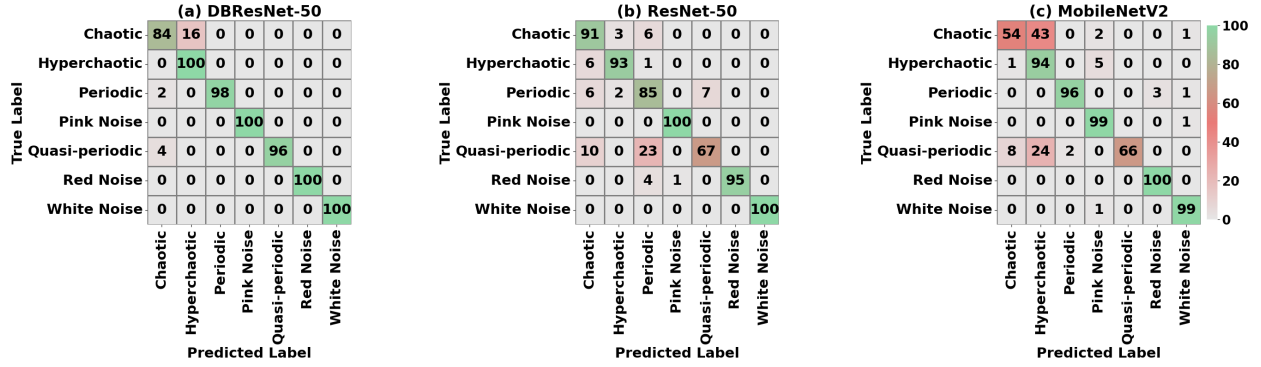 (a) DBResNet-50
True Label
Chaotic 84 16 0 0 0 0 0
Hyperchaotic 0 100 0 0 0 0 0
Periodic 2 0 98 0 0 0 0
Pink Noise 0 0 0 100 0 0 0
Quasi-periodic 4 0 0 0 96 0 0
Red Noise 0 0 0 0 0 100 0
White Noise 0 0 0 0 0 0 100
Chaotic
Hyperchaotic
Periodic
Pink Noise
Quasi-periodic
Red Noise
White Noise
Predicted Label
(b) ResNet-50
True Label
Chaotic 91 3 6 0 0 0 0
Hyperchaotic 6 93 1 0 0 0 0
Periodic 6 2 85 0 7 0 0
Pink Noise 0 0 0 100 0 0 0
Quasi-periodic 10 0 23 0 67 0 0
Red Noise 0 0 4 1 0 95 0
White Noise 0 0 0 0 0 0 100
Chaotic
Hyperchaotic
Periodic
Pink Noise
Quasi-periodic
Red Noise
White Noise
Predicted Label
(c) MobileNetV2
True Label
Chaotic 54 43 0 2 0 0 1
Hyperchaotic 1 94 0 5 0 0 0
Periodic 0 0 96 0 0 3 1
Pink Noise 0 0 0 99 0 0 1
Quasi-periodic 8 24 2 0 66 0 0
Red Noise 0 0 0 0 0 100 0
White Noise 0 0 0 1 0 0 99
Chaotic
Hyperchaotic
Periodic
Pink Noise
Quasi-periodic
Red Noise
White Noise
Predicted Label
100
80
60
40
20
0